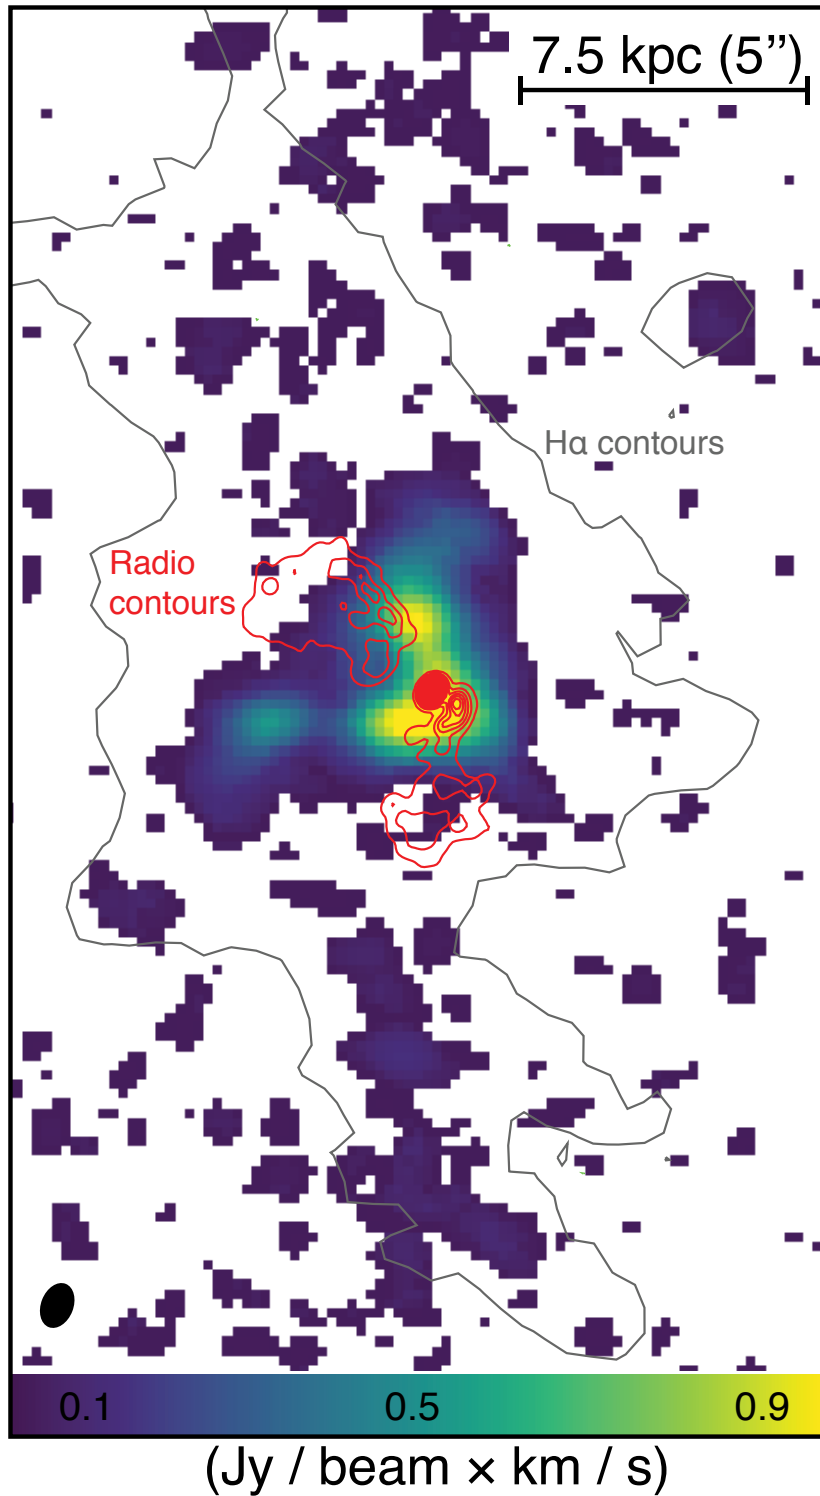 7.5 kpc (5”)
Hα contours
Radio
contours
0.1 0.5 0.9
(Jy / beam × km / s)